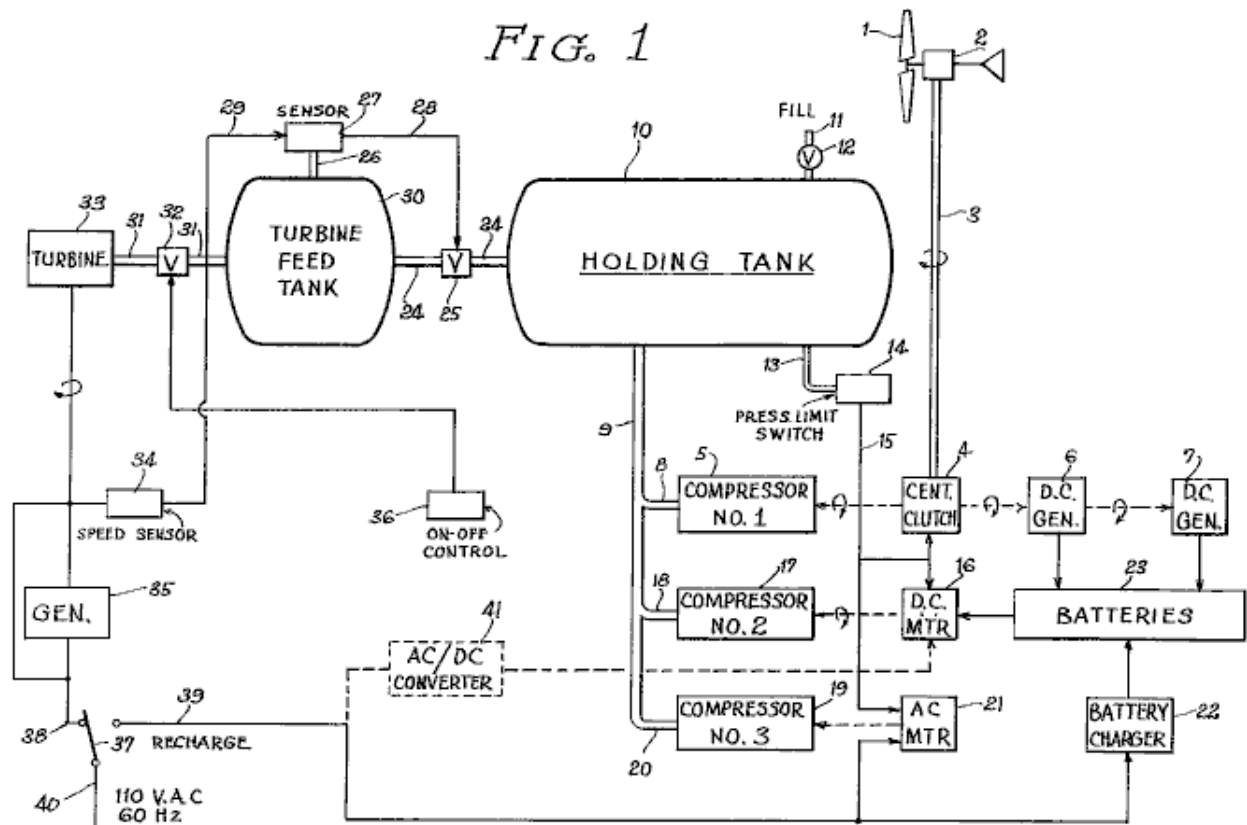 FIG. 1
1
2
29
SENSOR
27
28
FILL
11
10
V
12
26
30
33
31
32
31
24
3
TURBINE
V
TURBINE
FEED
TANK
V
24
25
HOLDING TANK
13
14
PRESS. LIMIT
SWITCH
9
15
5
4
6
7
8
COMPRESSOR
NO. 1
CENT.
CLUTCH
D.C.
GEN.
D.C.
GEN.
34
SPEED SENSOR
36
ON-OFF
CONTROL
35
GEN.
17
16
23
18
COMPRESSOR
NO. 2
D.C.
MTR
BATTERIES
41
AC/DC
CONVERTER
19
21
39
COMPRESSOR
NO. 3
AC
MTR
BATTERY
CHARGER
22
38
37
RECHARGE
20
40
110 V.A.C
60 HZ